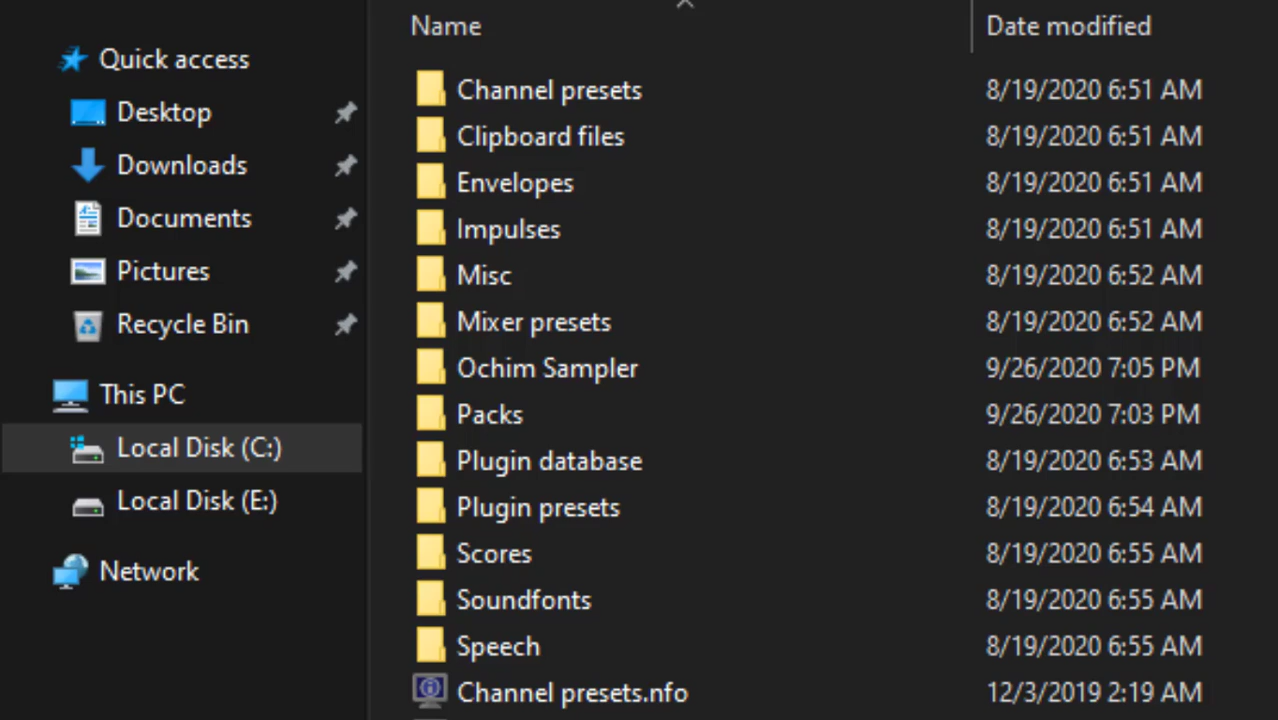 Quick access
Desktop
Downloads
Documents
Pictures
Recycle Bin
This PC
Local Disk (C:)
Local Disk (E:)
Network
Name Date modified
Channel presets 8/19/2020 6:51 AM
Clipboard files 8/19/2020 6:51 AM
Envelopes 8/19/2020 6:51 AM
Impulses 8/19/2020 6:51 AM
Misc 8/19/2020 6:52 AM
Mixer presets 8/19/2020 6:52 AM
Ochim Sampler 9/26/2020 7:05 PM
Packs 9/26/2020 7:03 PM
Plugin database 8/19/2020 6:53 AM
Plugin presets 8/19/2020 6:54 AM
Scores 8/19/2020 6:55 AM
Soundfonts 8/19/2020 6:55 AM
Speech 8/19/2020 6:55 AM
Channel presets.nfo 12/3/2019 2:19 AM